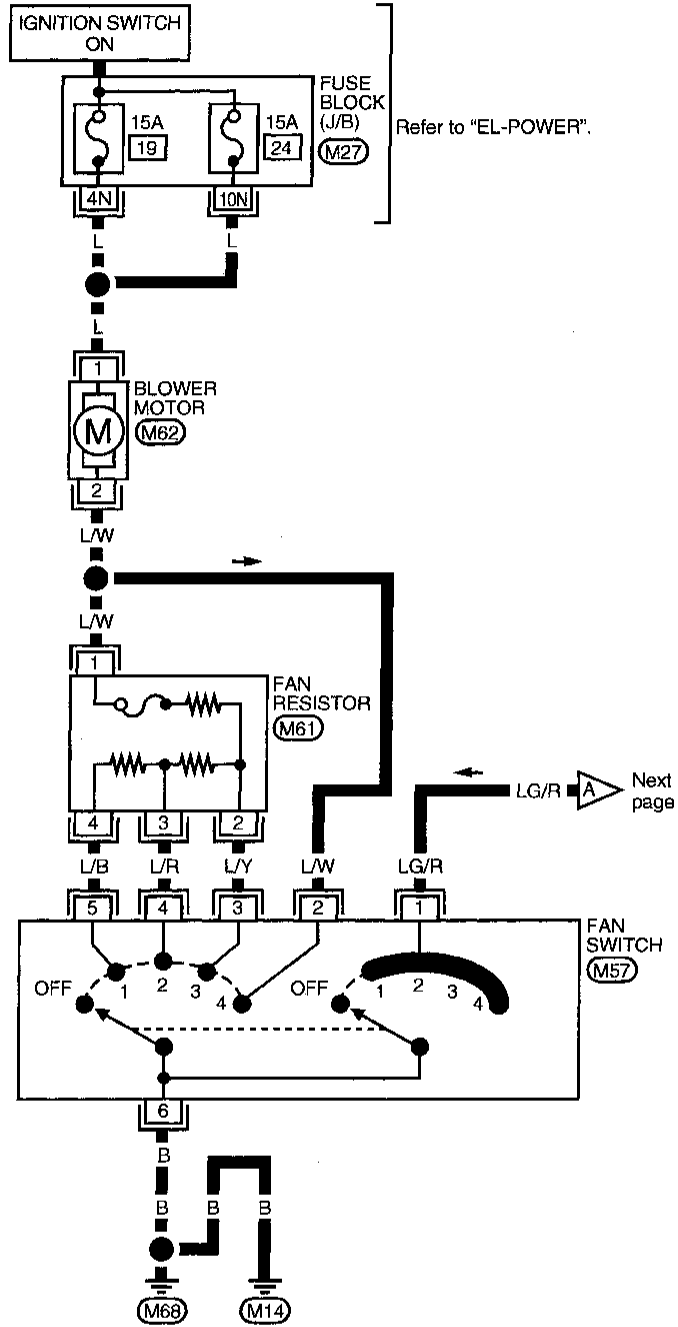 IGNITION SWITCH
ON
FUSE
BLOCK
(J/B)
M27
15A
19
15A
24
Refer to "EL-POWER".
4N
10N
L
L
L
1
BLOWER
MOTOR
M62
M
2
L/W
L/W
1
FAN
RESISTOR
M61
4
3
2
LG/R
A
Next
page
L/B
L/R
L/Y
L/W
LG/R
5
4
3
2
1
FAN
SWITCH
M57
OFF
1
2
3
4
OFF
1
2
3
4
6
B
B
B
B
M68
M14